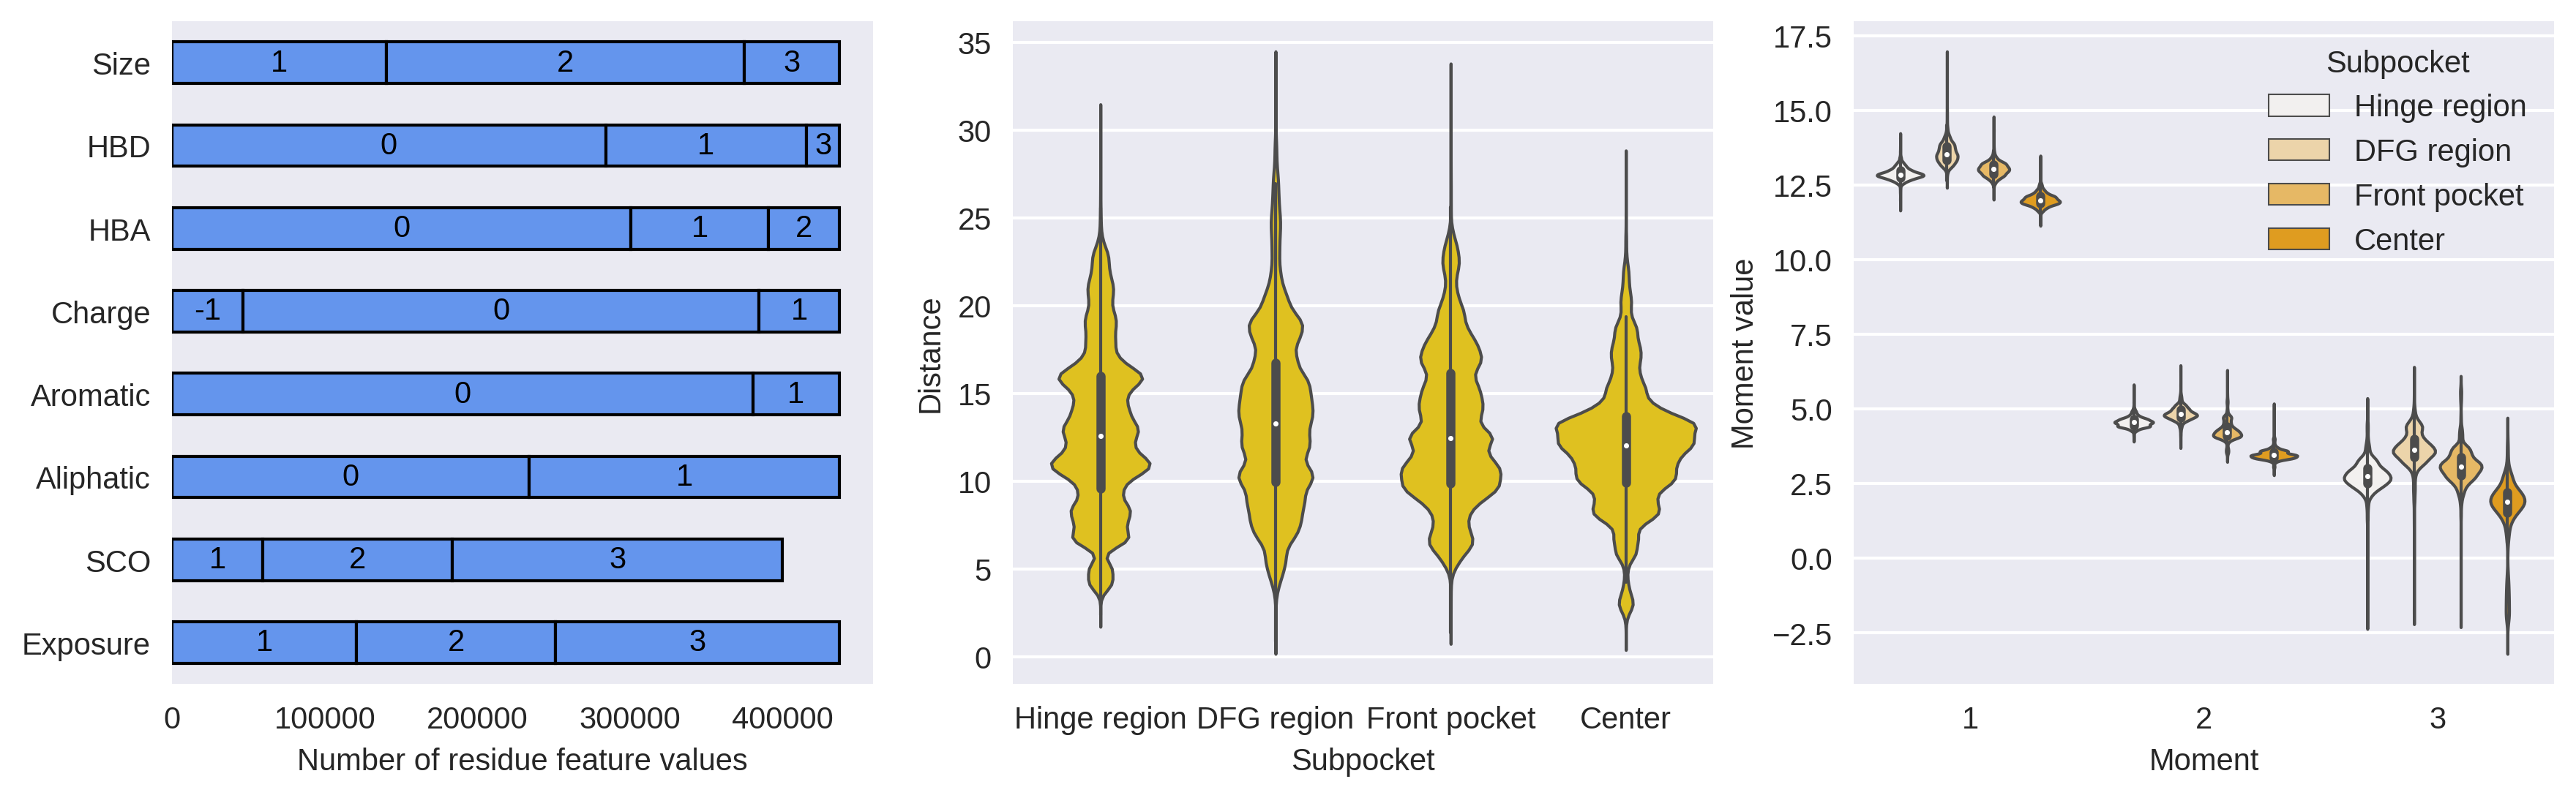 Size 1 2 3
HBD 0 1 3
HBA 0 1 2
Charge -1 0 1
Aromatic 0 1
Aliphatic 0 1
SCO 1 2 3
Exposure 1 2 3
0 100000 200000 300000 400000
Number of residue feature values
Distance
35
30
25
20
15
10
5
0
Hinge region DFG region Front pocket Center
Subpocket
Moment value
17.5
15.0
12.5
10.0
7.5
5.0
2.5
0.0
−2.5
Subpocket
Hinge region
DFG region
Front pocket
Center
1 2 3
Moment